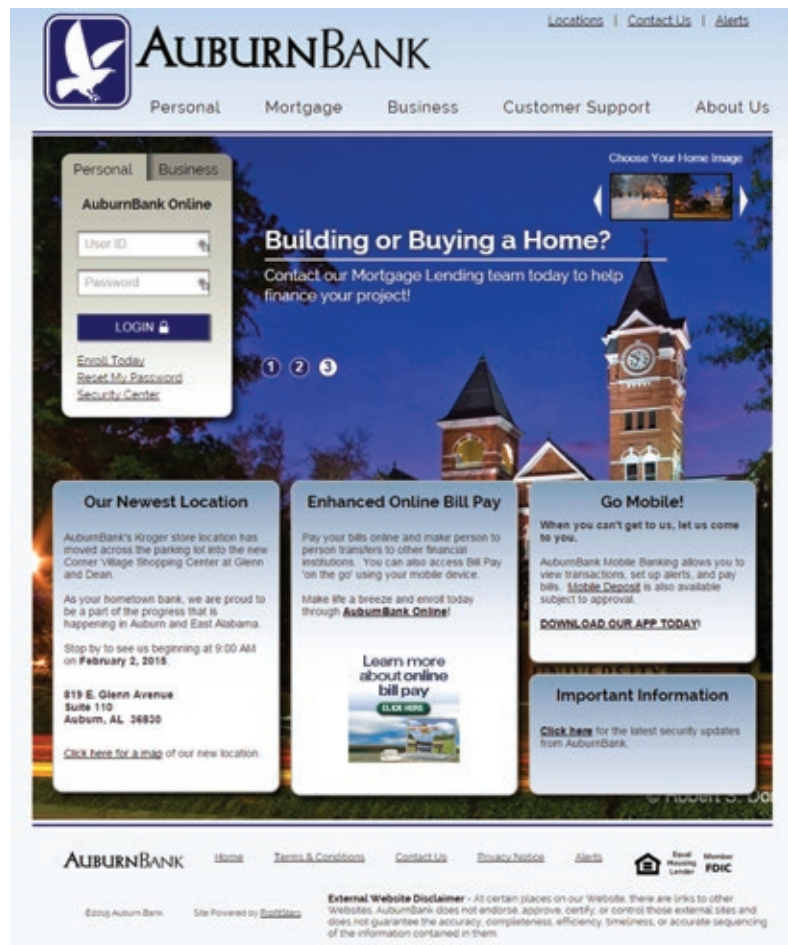 Locations | Contact Us | Alerts
AUBURNBANK
Personal Mortgage Business Customer Support About Us
Choose Your Home Image
Personal Business
AuburnBank Online
User ID
Password
LOGIN
Enroll Today
Reset My Password
Security Center
Building or Buying a Home?
Contact our Mortgage Lending team today to help
finance your project!
1 2 3
Our Newest Location
AuburnBank's Kroger store location has
moved across the parking lot into the new
Corner Village Shopping Center at Glenn
and Dean.
As your hometown bank, we are proud to
be a part of the progress that is
happening in Auburn and East Alabama.
Stop by to see us beginning at 9:00 AM
on February 2, 2015.
819 E. Glenn Avenue
Suite 110
Auburn, AL 36830
Click here for a map of our new location.
Enhanced Online Bill Pay
Pay your bills online and make person to
person transfers to other financial
institutions. You can also access Bill Pay
'on the go' using your mobile device.
Make life a breeze and enroll today
through AuburnBank Online!
Learn more
about online
bill pay
CLICK HERE
Go Mobile!
When you can't get to us, let us come
to you.
AuburnBank Mobile Banking allows you to
view transactions, set up alerts, and pay
bills. Mobile Deposit is also available
subject to approval.
DOWNLOAD OUR APP TODAY!
Important Information
Click here for the latest security updates
from AuburnBank.
© Robert S. Do
AUBURNBANK
Home Terms & Conditions Contact Us Privacy Notice Alerts
Equal
Housing
Lender
Member
FDIC
©2015 Auburn Bank Site Powered by ProfitStars
External Website Disclaimer - At certain places on our Website, there are links to other
Websites. AuburnBank does not endorse, approve, certify, or control those external sites and
does not guarantee the accuracy, completeness, efficiency, timeliness, or accurate sequencing
of the information contained in them.